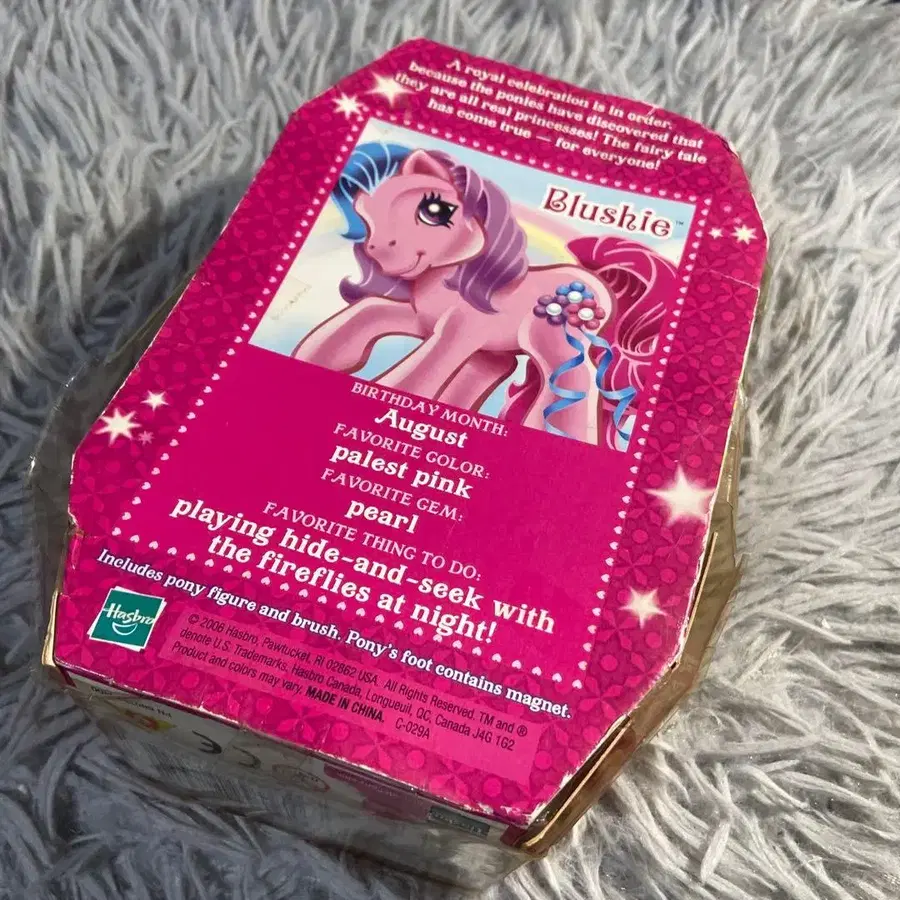 A royal celebration is in order,
because the ponies have discovered that
they are all real princesses! The fairy tale
has come true —
for everyone!
Blushie™
BIRTHDAY MONTH:
August
FAVORITE COLOR:
palest pink
FAVORITE GEM:
pearl
FAVORITE THING TO DO:
playing hide-and-seek with
the fireflies at night!
Includes pony figure and brush. Pony's foot contains magnet.
Hasbro
© 2006 Hasbro, Pawtucket, RI 02862 USA. All Rights Reserved. TM and ®
denote U.S. Trademarks. Hasbro Canada, Longueuil, QC, Canada J4G 1G2
Product and colors may vary. MADE IN CHINA. C-029A
CE